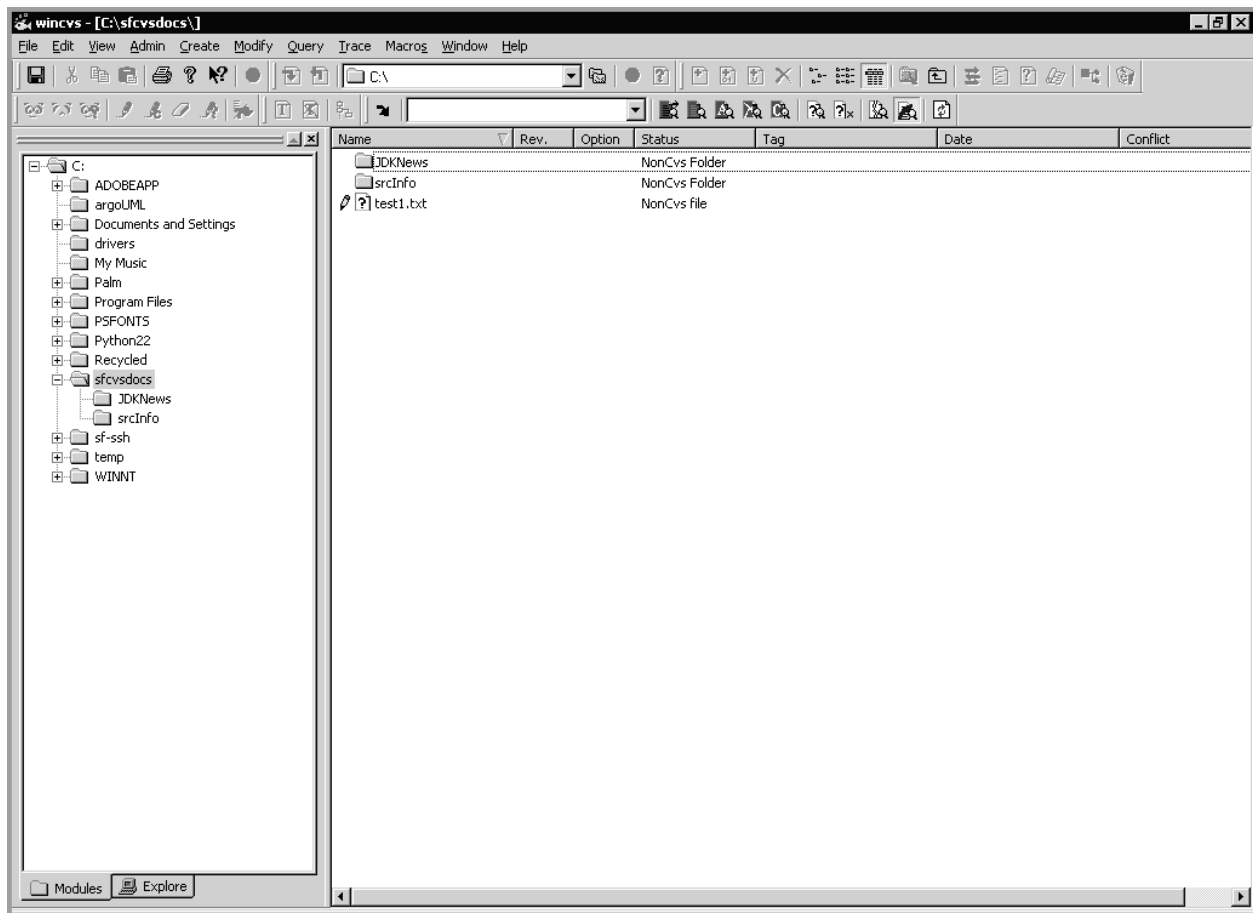 wincvs - [C:\sfcvsdocs\]
File Edit View Admin Create Modify Query Trace Macros Window Help
C:\
Name Rev. Option Status Tag Date Conflict
JDKNews NonCvs Folder
srcInfo NonCvs Folder
test1.txt NonCvs file
C:
ADOBEAPP
argoUML
Documents and Settings
drivers
My Music
Palm
Program Files
PSFONTS
Python22
Recycled
sfcvsdocs
JDKNews
srcInfo
sf-ssh
temp
WINNT
Modules Explore